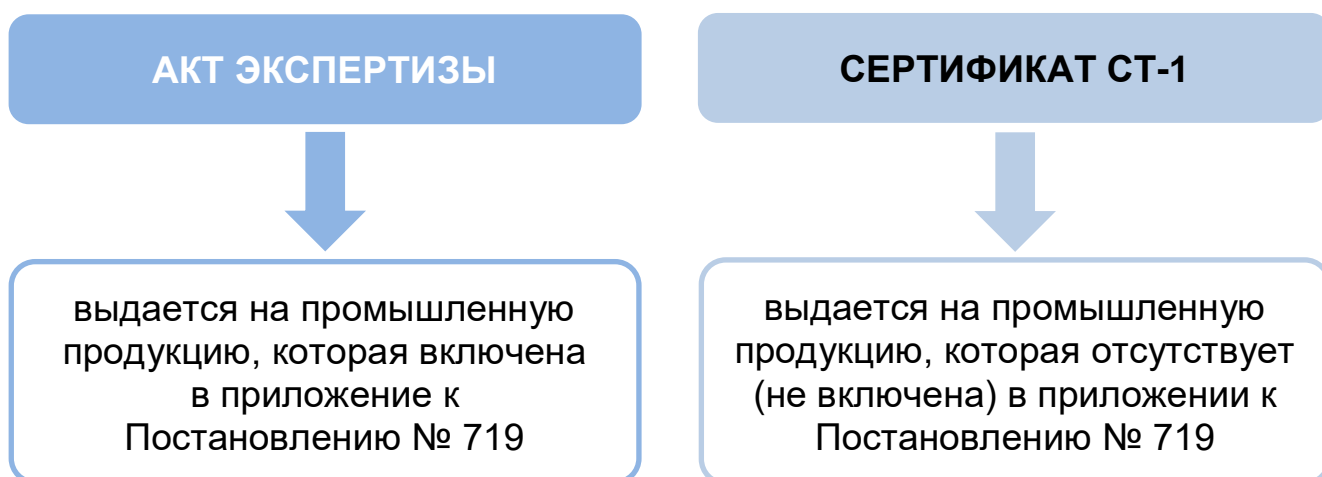 АКТ ЭКСПЕРТИЗЫ
выдается на промышленную
продукцию, которая включена
в приложение к
Постановлению № 719
СЕРТИФИКАТ СТ-1
выдается на промышленную
продукцию, которая отсутствует
(не включена) в приложении к
Постановлению № 719